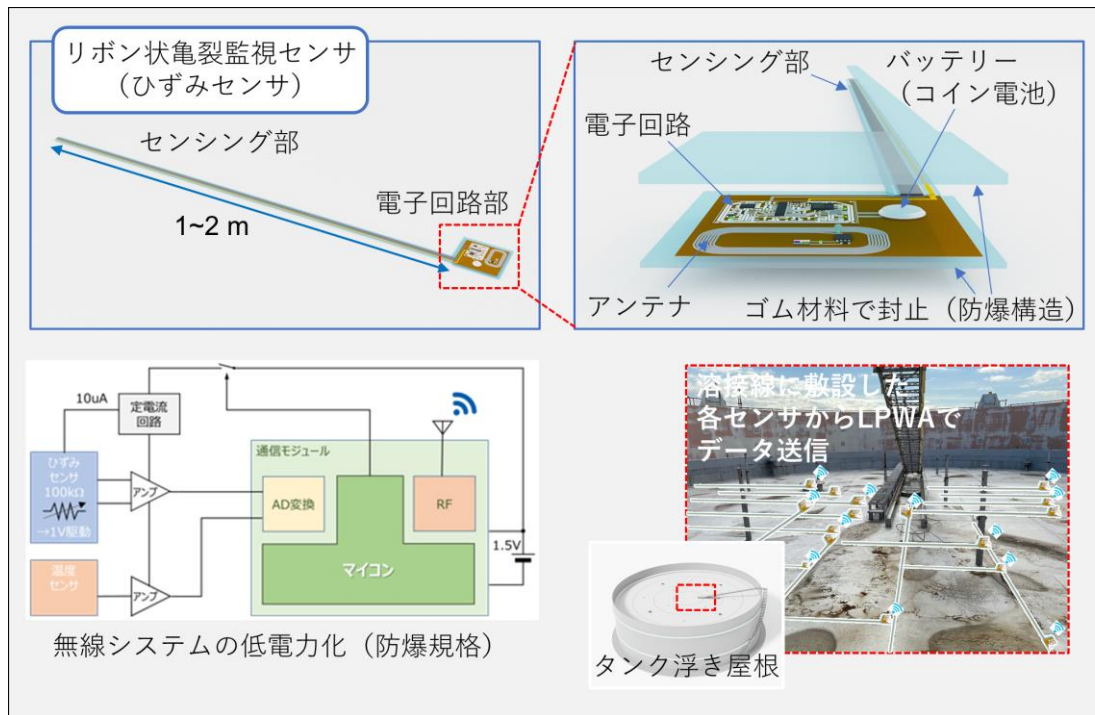 リボン状亀裂監視センサ
（ひずみセンサ）
センシング部
1~2 m
電子回路部
センシング部
バッテリー
（コイン電池）
電子回路
アンテナ
ゴム材料で封止（防爆構造）
10uA
定電流
回路
ひずみ
センサ
100kΩ
→1V駆動
アンプ
温度
センサ
アンプ
通信モジュール
AD変換
RF
マイコン
1.5V
無線システムの低電力化（防爆規格）
溶接線に敷設した
各センサからLPWAで
データ送信
タンク浮き屋根